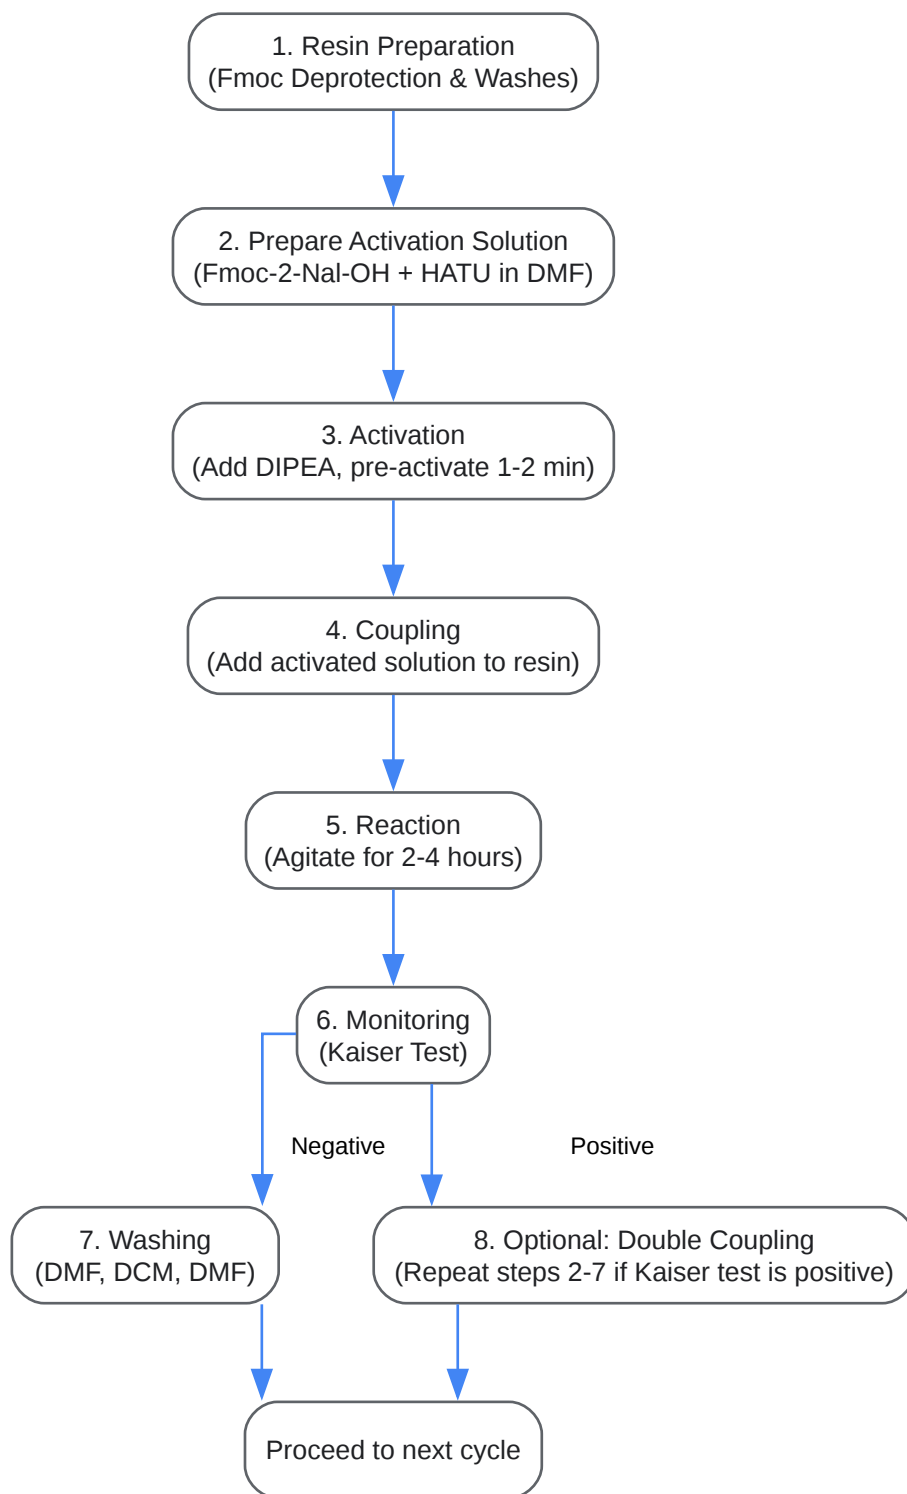 1. Resin Preparation
(Fmoc Deprotection & Washes)
2. Prepare Activation Solution
(Fmoc-2-Nal-OH + HATU in DMF)
3. Activation
(Add DIPEA, pre-activate 1-2 min)
4. Coupling
(Add activated solution to resin)
5. Reaction
(Agitate for 2-4 hours)
6. Monitoring
(Kaiser Test)
Negative
Positive
7. Washing
(DMF, DCM, DMF)
8. Optional: Double Coupling
(Repeat steps 2-7 if Kaiser test is positive)
Proceed to next cycle